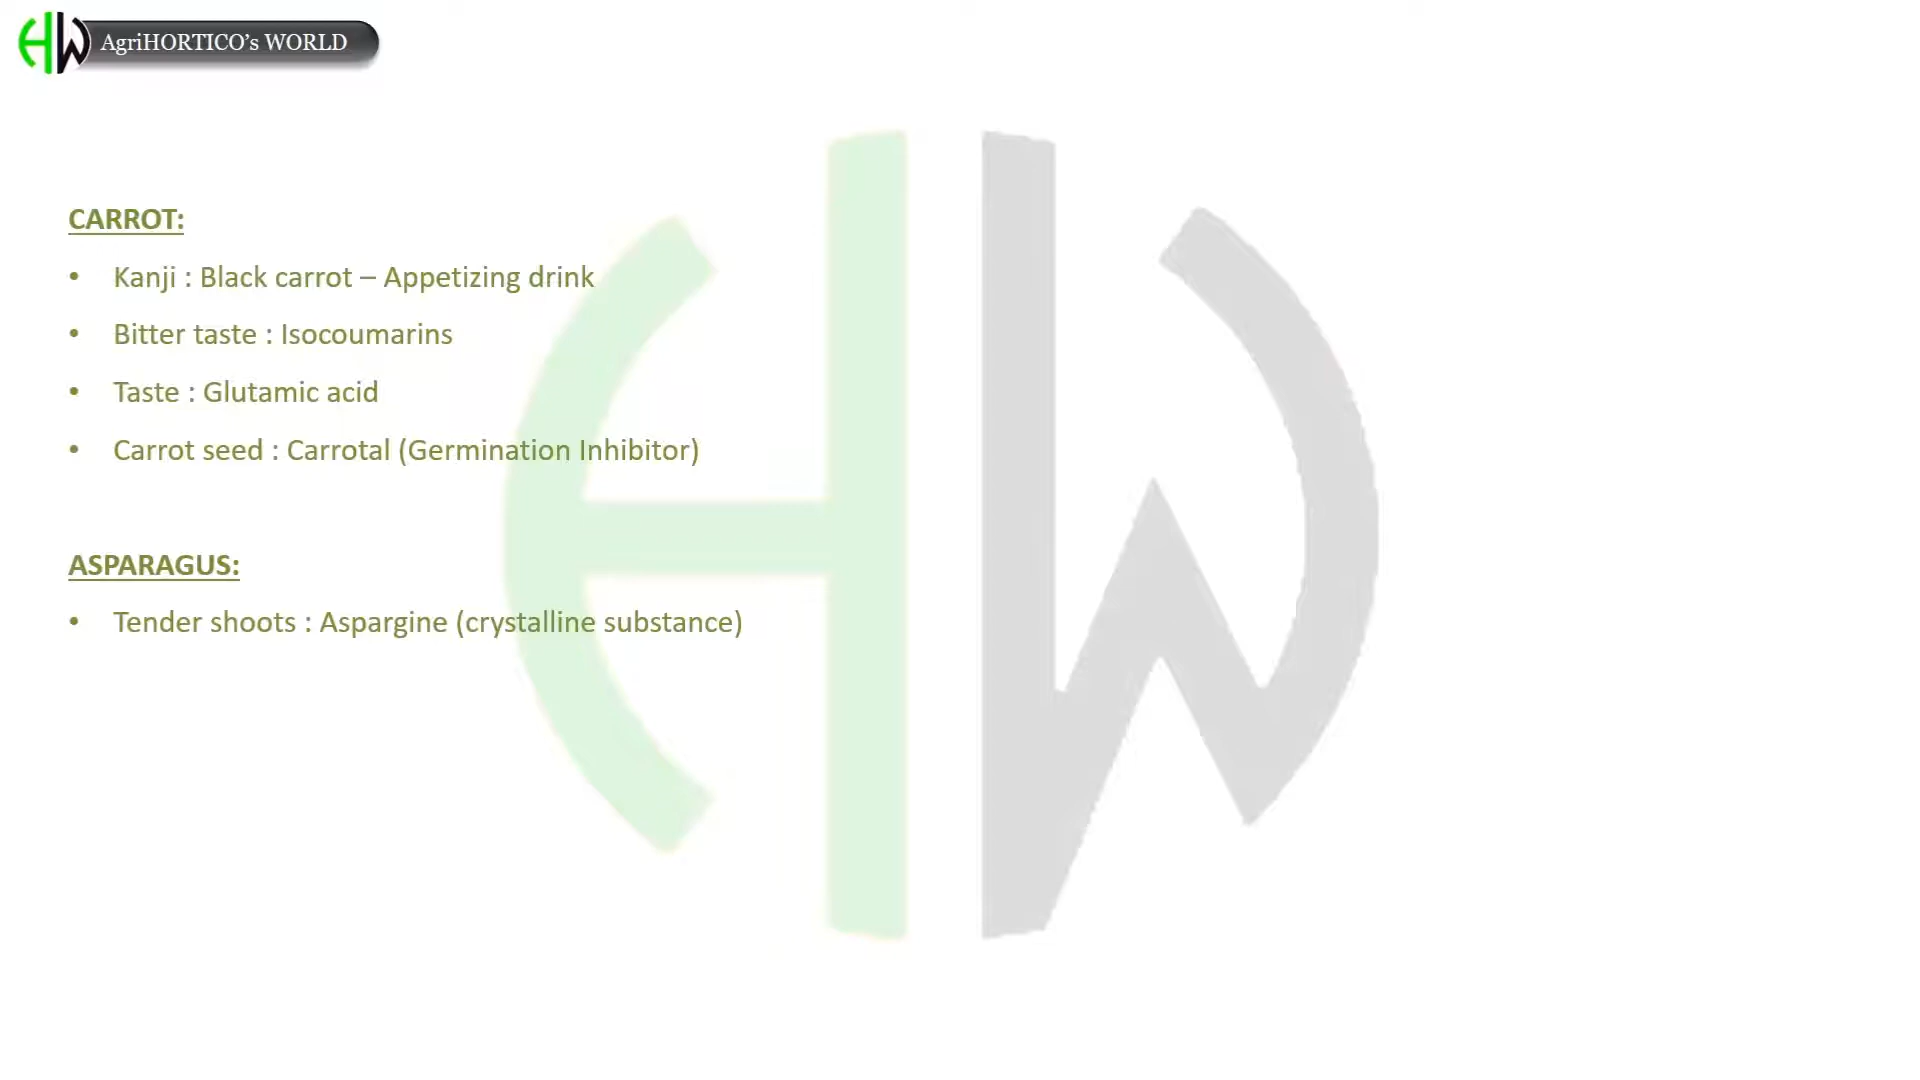 AgriHORTICO's WORLD
CARROT:
• Kanji : Black carrot – Appetizing drink
• Bitter taste : Isocoumarins
• Taste : Glutamic acid
• Carrot seed : Carrotal (Germination Inhibitor)
ASPARAGUS:
• Tender shoots : Aspargine (crystalline substance)